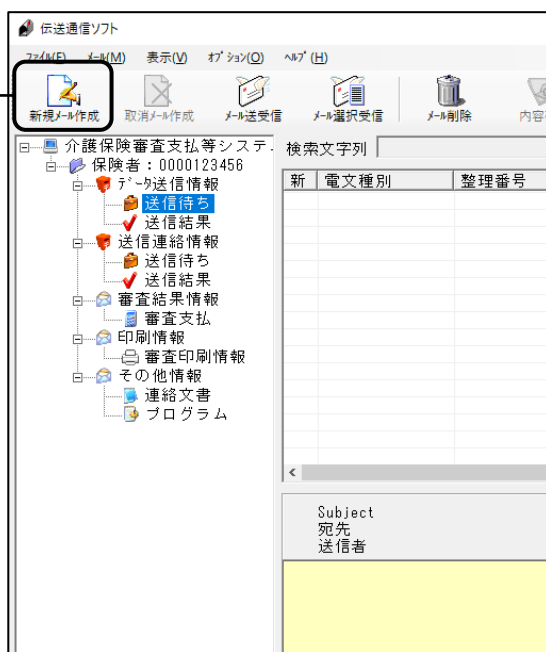 伝送通信ソフト
ﾌｧｲﾙ(F) ﾒｰﾙ(M) 表示(V) ｵﾌﾟｼｮﾝ(O) ﾍﾙﾌﾟ(H)
新規ﾒｰﾙ作成 取消ﾒｰﾙ作成 ﾒｰﾙ送受信 ﾒｰﾙ選択受信 ﾒｰﾙ削除 内容
介護保険審査支払等システ
保険者：0000123456
ﾃﾞｰﾀ送信情報
送信待ち
送信結果
送信連絡情報
送信待ち
送信結果
審査結果情報
審査支払
印刷情報
審査印刷情報
その他情報
連絡文書
プログラム
検索文字列
新 電文種別 整理番号
Subject
宛先
送信者